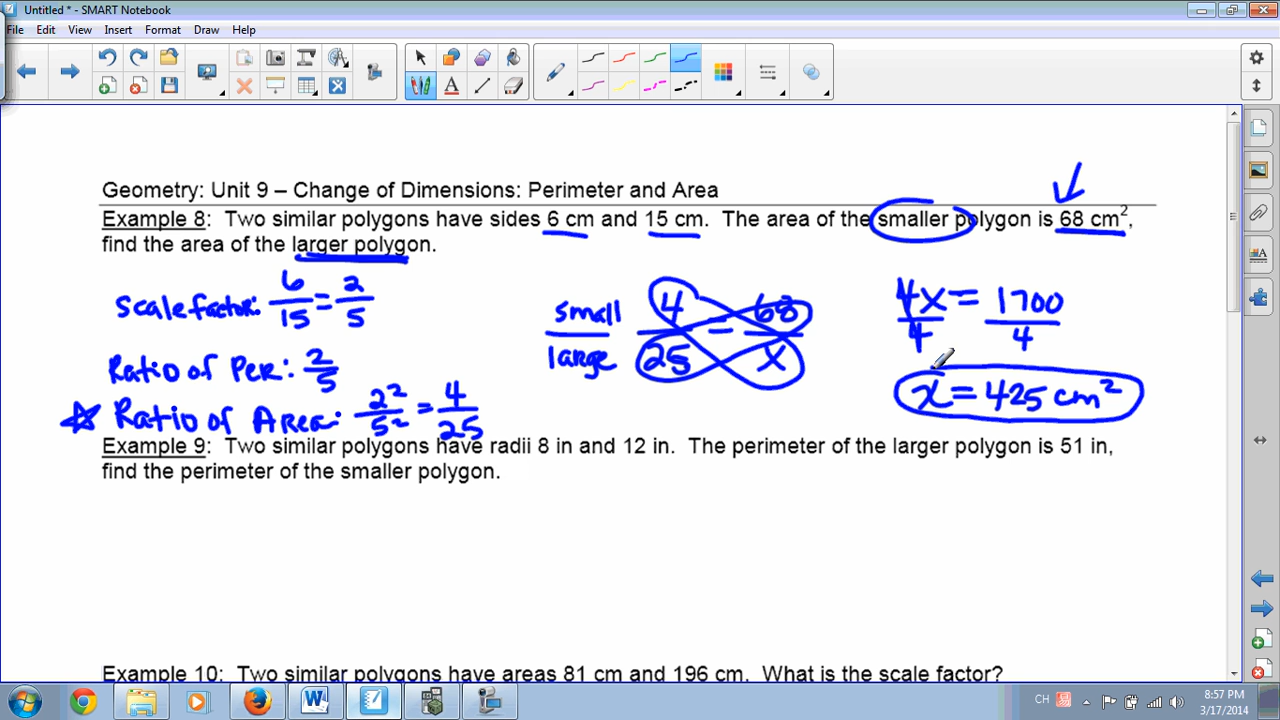 Untitled * - SMART Notebook
File Edit View Insert Format Draw Help
Geometry: Unit 9 – Change of Dimensions: Perimeter and Area
Example 8: Two similar polygons have sides 6 cm and 15 cm. The area of the smaller polygon is 68 cm²,
find the area of the larger polygon.
Scale factor: 6/15 = 2/5
Ratio of Per: 2/5
☆ Ratio of Area: 2²/5² = 4/25
small/large 4/25 = 68/x
4x/4 = 1700/4
x = 425 cm²
Example 9: Two similar polygons have radii 8 in and 12 in. The perimeter of the larger polygon is 51 in,
find the perimeter of the smaller polygon.
Example 10: Two similar polygons have areas 81 cm and 196 cm. What is the scale factor?
CH
8:57 PM
3/17/2014